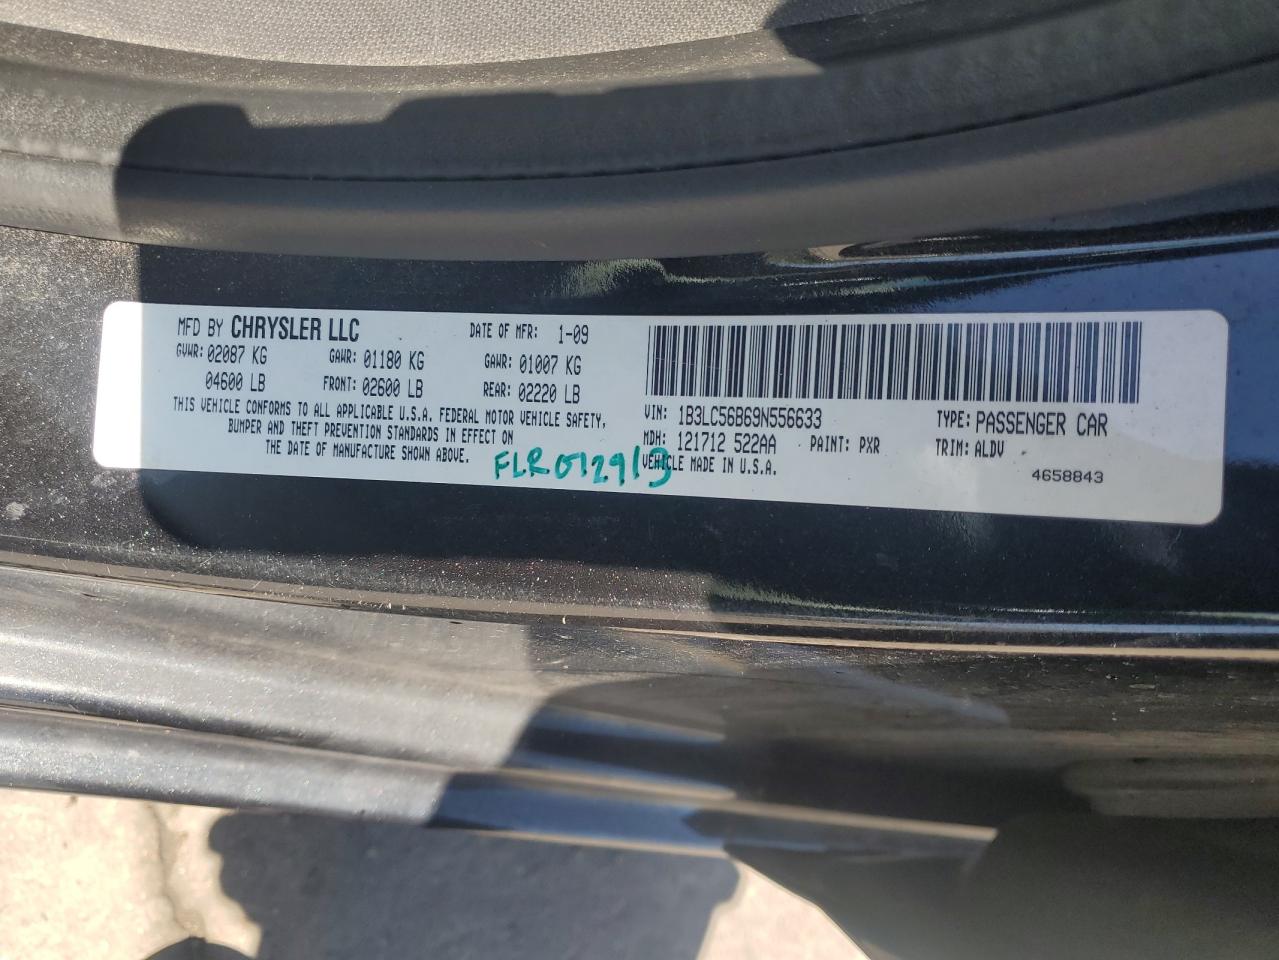 MFD BY CHRYSLER LLC DATE OF MFR: 1-09
GVWR: 02087 KG GAWR: 01180 KG GAWR: 01007 KG
04600 LB FRONT: 02600 LB REAR: 02220 LB
THIS VEHICLE CONFORMS TO ALL APPLICABLE U.S.A. FEDERAL MOTOR VEHICLE SAFETY,
BUMPER AND THEFT PREVENTION STANDARDS IN EFFECT ON
THE DATE OF MANUFACTURE SHOWN ABOVE.
FLR072913
VIN: 1B3LC56B69N556633 TYPE: PASSENGER CAR
MDH: 121712 522AA PAINT: PXR TRIM: ALDV
VEHICLE MADE IN U.S.A.
4658843